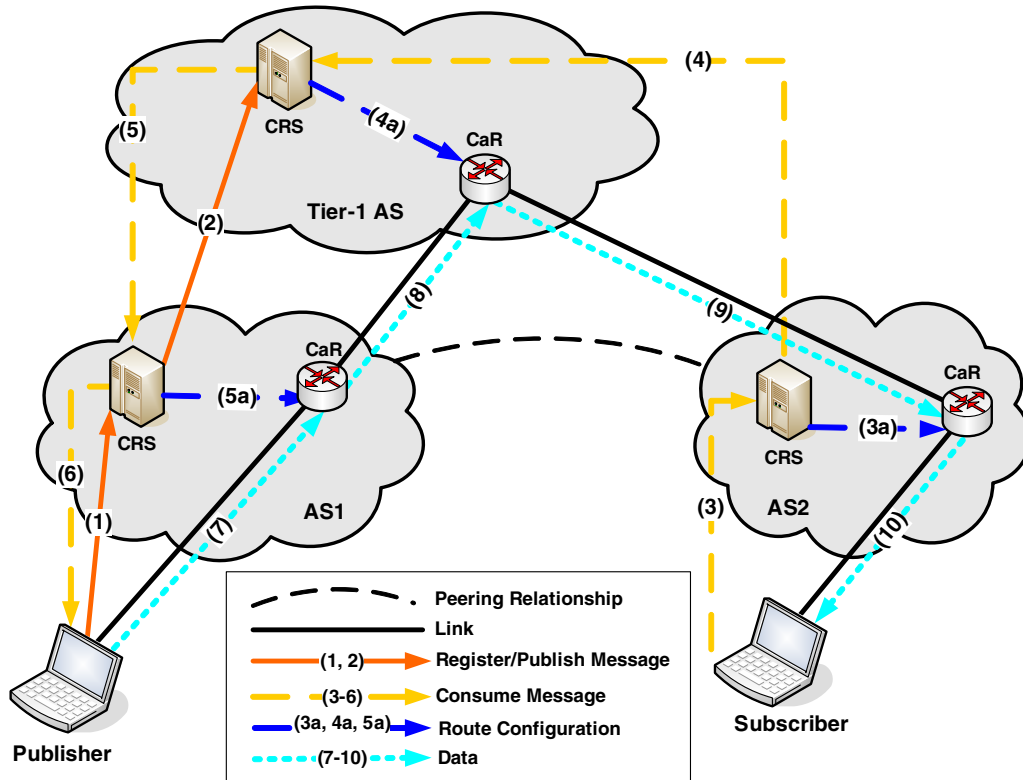 (4)
CRS
(5)
(4a)
CaR
(2)
Tier-1 AS
(8)
(9)
CaR
CaR
(5a)
CRS
(3a)
CRS
(6)
(3)
AS1
AS2
(1)
(7)
(10)
Peering Relationship
Link
(1, 2) Register/Publish Message
(3-6) Consume Message
(3a, 4a, 5a) Route Configuration
(7-10) Data
Publisher
Subscriber